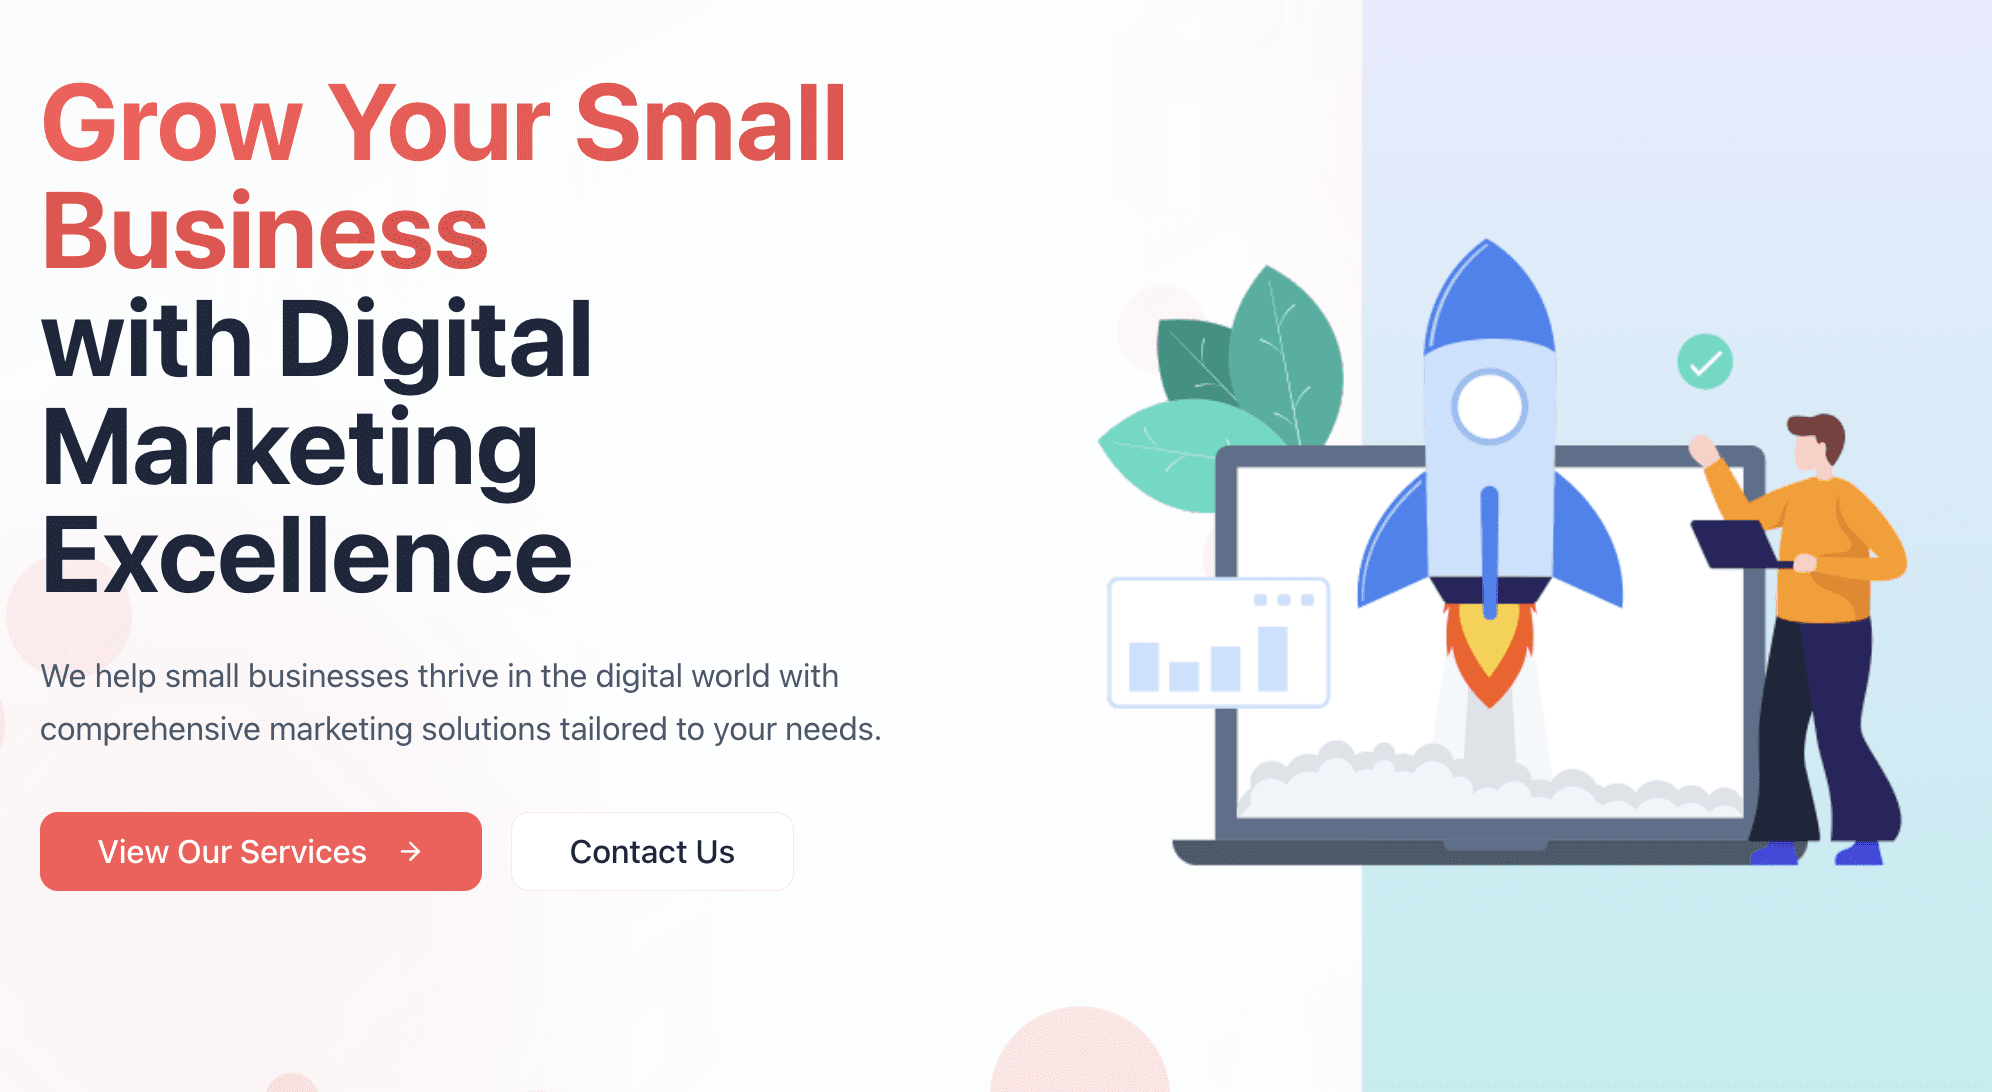 Grow Your Small
Business
with Digital
Marketing
Excellence
We help small businesses thrive in the digital world with
comprehensive marketing solutions tailored to your needs.
View Our Services →
Contact Us